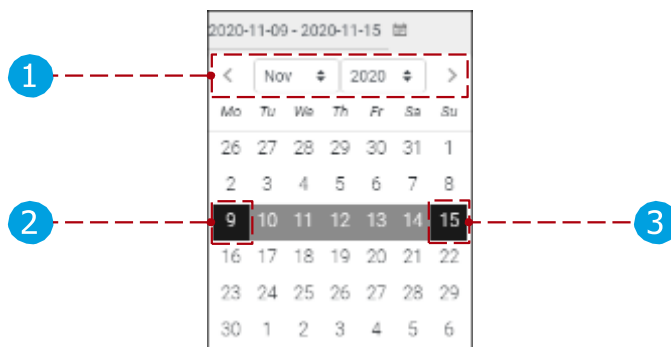 2020-11-09 - 2020-11-15
1
< Nov 2020 >
Mo Tu We Th Fr Sa Su
26 27 28 29 30 31 1
2 3 4 5 6 7 8
2 9 10 11 12 13 14 15 3
16 17 18 19 20 21 22
23 24 25 26 27 28 29
30 1 2 3 4 5 6